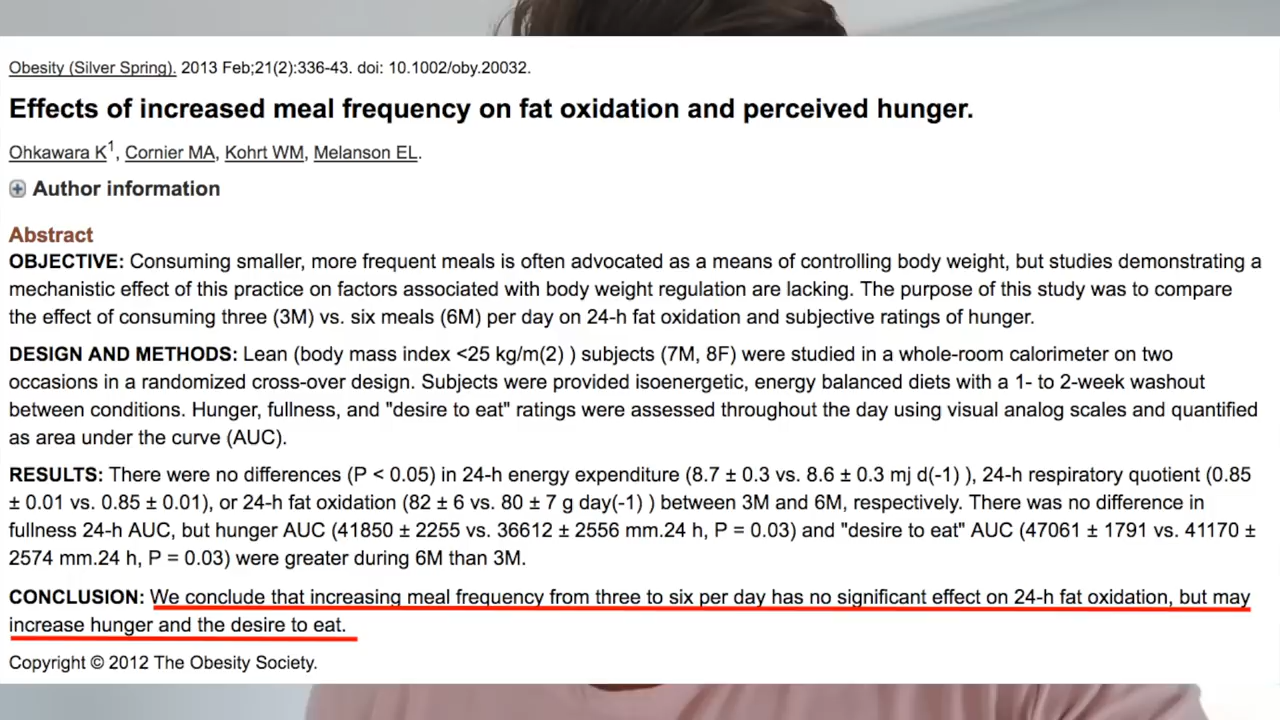 Obesity (Silver Spring). 2013 Feb;21(2):336-43. doi: 10.1002/oby.20032.
Effects of increased meal frequency on fat oxidation and perceived hunger.
Ohkawara K1, Cornier MA, Kohrt WM, Melanson EL.
Author information
Abstract
OBJECTIVE: Consuming smaller, more frequent meals is often advocated as a means of controlling body weight, but studies demonstrating a
mechanistic effect of this practice on factors associated with body weight regulation are lacking. The purpose of this study was to compare
the effect of consuming three (3M) vs. six meals (6M) per day on 24-h fat oxidation and subjective ratings of hunger.
DESIGN AND METHODS: Lean (body mass index <25 kg/m(2) ) subjects (7M, 8F) were studied in a whole-room calorimeter on two
occasions in a randomized cross-over design. Subjects were provided isoenergetic, energy balanced diets with a 1- to 2-week washout
between conditions. Hunger, fullness, and "desire to eat" ratings were assessed throughout the day using visual analog scales and quantified
as area under the curve (AUC).
RESULTS: There were no differences (P < 0.05) in 24-h energy expenditure (8.7 ± 0.3 vs. 8.6 ± 0.3 mj d(-1) ), 24-h respiratory quotient (0.85
± 0.01 vs. 0.85 ± 0.01), or 24-h fat oxidation (82 ± 6 vs. 80 ± 7 g day(-1) ) between 3M and 6M, respectively. There was no difference in
fullness 24-h AUC, but hunger AUC (41850 ± 2255 vs. 36612 ± 2556 mm.24 h, P = 0.03) and "desire to eat" AUC (47061 ± 1791 vs. 41170 ±
2574 mm.24 h, P = 0.03) were greater during 6M than 3M.
CONCLUSION: We conclude that increasing meal frequency from three to six per day has no significant effect on 24-h fat oxidation, but may
increase hunger and the desire to eat.
Copyright © 2012 The Obesity Society.